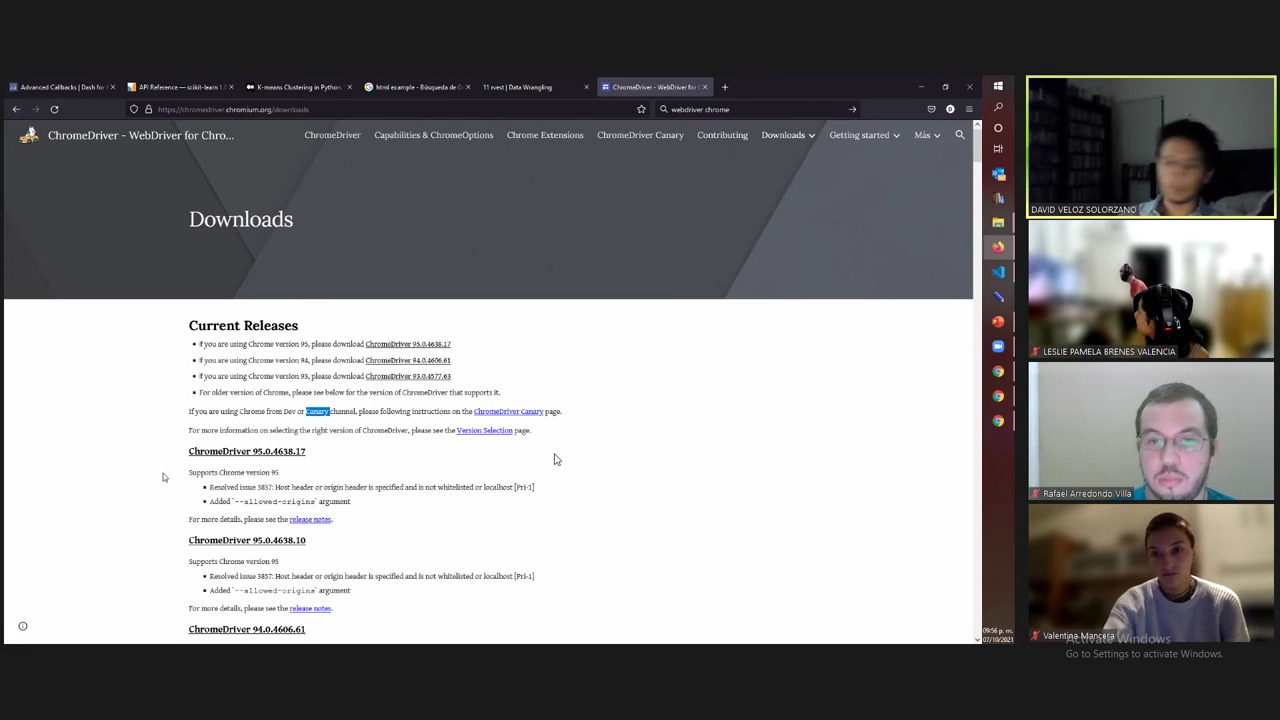 Advanced Callbacks | Dash for F
API Reference — scikit-learn 1.0
K-means Clustering in Python.
html example - Búsqueda de G
11 rvest | Data Wrangling
ChromeDriver - WebDriver for C
https://chromedriver.chromium.org/downloads
webdriver chrome
ChromeDriver - WebDriver for Chro...
ChromeDriver
Capabilities & ChromeOptions
Chrome Extensions
ChromeDriver Canary
Contributing
Downloads
Getting started
Más
Downloads
Current Releases
If you are using Chrome version 95, please download ChromeDriver 95.0.4638.17
If you are using Chrome version 94, please download ChromeDriver 94.0.4606.61
If you are using Chrome version 93, please download ChromeDriver 93.0.4577.63
For older version of Chrome, please see below for the version of ChromeDriver that supports it.
If you are using Chrome from Dev or Canary channel, please following instructions on the ChromeDriver Canary page.
For more information on selecting the right version of ChromeDriver, please see the Version Selection page.
ChromeDriver 95.0.4638.17
Supports Chrome version 95
Resolved issue 3857: Host header or origin header is specified and is not whitelisted or localhost [Pri-1]
Added `--allowed-origins` argument
For more details, please see the release notes.
ChromeDriver 95.0.4638.10
Supports Chrome version 95
Resolved issue 3857: Host header or origin header is specified and is not whitelisted or localhost [Pri-1]
Added `--allowed-origins` argument
For more details, please see the release notes.
ChromeDriver 94.0.4606.61
09:56 p. m.
07/10/2021
DAVID VELOZ SOLORZANO
LESLIE PAMELA BRENES VALENCIA
Rafael Arredondo Villa
Valentina Mancera
Activate Windows
Go to Settings to activate Windows.